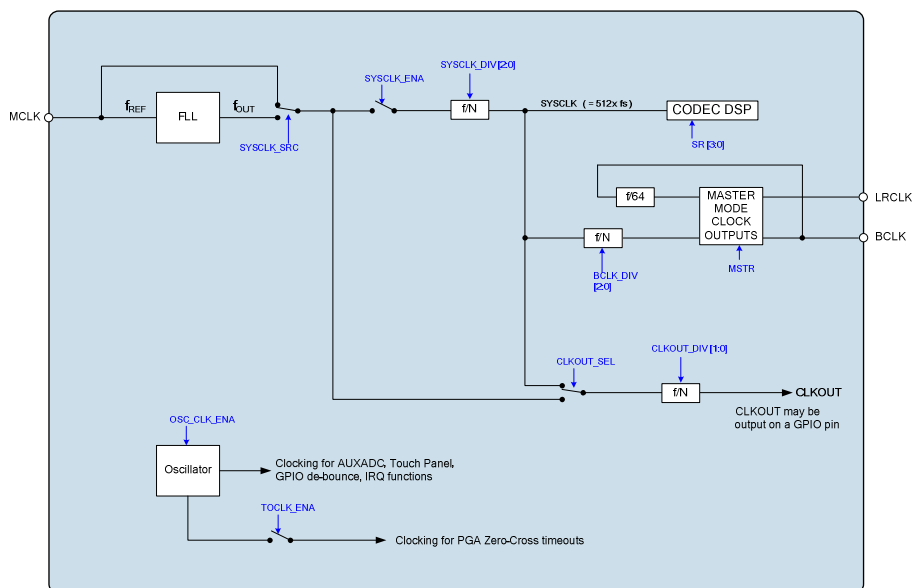 SYSCLK_ENA
SYSCLK_DIV[2:0]
MCLK
fREF
FLL
fOUT
SYSCLK_SRC
f/N
SYSCLK (= 512x fs)
CODEC DSP
SR [3:0]
f/64
MASTER
MODE
CLOCK
OUTPUTS
LRCLK
BCLK
f/N
BCLK_DIV
[2:0]
MSTR
CLKOUT_SEL
CLKOUT_DIV[1:0]
f/N
CLKOUT
CLKOUT may be
output on a GPIO pin
OSC_CLK_ENA
Oscillator
Clocking for AUXADC, Touch Panel,
GPIO de-bounce, IRQ functions
TOCLK_ENA
Clocking for PGA Zero-Cross timeouts